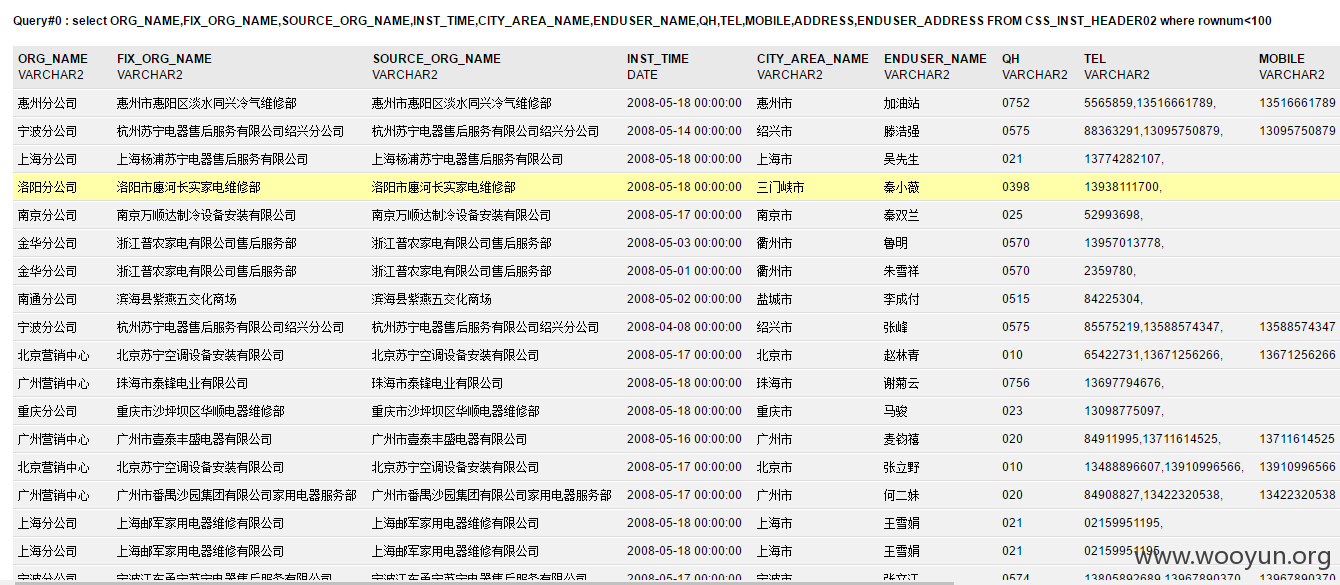 Query#0 : select ORG_NAME,FIX_ORG_NAME,SOURCE_ORG_NAME,INST_TIME,CITY_AREA_NAME,ENDUSER_NAME,QH,TEL,MOBILE,ADDRESS,ENDUSER_ADDRESS FROM CSS_INST_HEADER02 where rownum<100
ORG_NAME FIX_ORG_NAME SOURCE_ORG_NAME INST_TIME CITY_AREA_NAME ENDUSER_NAME QH TEL MOBILE
VARCHAR2 VARCHAR2 VARCHAR2 DATE VARCHAR2 VARCHAR2 VARCHAR2 VARCHAR2 VARCHAR2
惠州分公司 惠州市惠阳区淡水同兴冷气维修部 惠州市惠阳区淡水同兴冷气维修部 2008-05-18 00:00:00 惠州市 加油站 0752 5565859,13516661789, 13516661789
宁波分公司 杭州苏宁电器售后服务有限公司绍兴分公司 杭州苏宁电器售后服务有限公司绍兴分公司 2008-05-14 00:00:00 绍兴市 滕洁强 0575 88363291,13095750879, 13095750879
上海分公司 上海杨浦苏宁电器售后服务有限公司 上海杨浦苏宁电器售后服务有限公司 2008-05-18 00:00:00 上海市 吴先生 021 13774282107,
洛阳分公司 洛阳市廛河长实家电维修部 洛阳市廛河长实家电维修部 2008-05-18 00:00:00 三门峡市 秦小薇 0398 13938111700,
南京分公司 南京万顺达制冷设备安装有限公司 南京万顺达制冷设备安装有限公司 2008-05-17 00:00:00 南京市 秦双兰 025 52993698,
金华分公司 浙江普农家电有限公司售后服务部 浙江普农家电有限公司售后服务部 2008-05-03 00:00:00 衢州市 鲁明 0570 13957013778,
金华分公司 浙江普农家电有限公司售后服务部 浙江普农家电有限公司售后服务部 2008-05-01 00:00:00 衢州市 朱雪祥 0570 2359780,
南通分公司 滨海县紫燕五交化商场 滨海县紫燕五交化商场 2008-05-02 00:00:00 盐城市 李成付 0515 84225304,
宁波分公司 杭州苏宁电器售后服务有限公司绍兴分公司 杭州苏宁电器售后服务有限公司绍兴分公司 2008-04-08 00:00:00 绍兴市 张峰 0575 85575219,13588574347, 13588574347
北京营销中心 北京苏宁空调设备安装有限公司 北京苏宁空调设备安装有限公司 2008-05-17 00:00:00 北京市 赵林青 010 65422731,13671256266, 13671256266
广州营销中心 珠海市泰锋电业有限公司 珠海市泰锋电业有限公司 2008-05-18 00:00:00 珠海市 谢菊云 0756 13697794676,
重庆分公司 重庆市沙坪坝区华顺电器维修部 重庆市沙坪坝区华顺电器维修部 2008-05-18 00:00:00 重庆市 马骏 023 13098775097,
广州营销中心 广州市壹泰丰盛电器有限公司 广州市壹泰丰盛电器有限公司 2008-05-16 00:00:00 广州市 麦钧禧 020 84911995,13711614525, 13711614525
北京营销中心 北京苏宁空调设备安装有限公司 北京苏宁空调设备安装有限公司 2008-05-17 00:00:00 北京市 张立野 010 13488896607,13910996566, 13910996566
广州营销中心 广州市番禺沙园集团有限公司家用电器服务部 广州市番禺沙园集团有限公司家用电器服务部 2008-05-17 00:00:00 广州市 何二妹 020 84908827,13422320538, 13422320538
上海分公司 上海邮军家用电器维修有限公司 上海邮军家用电器维修有限公司 2008-05-18 00:00:00 上海市 王雪娟 021 02159951195,
上海分公司 上海邮军家用电器维修有限公司 上海邮军家用电器维修有限公司 2008-05-18 00:00:00 上海市 王雪娟 021 02159951195,
www.wooyun.org